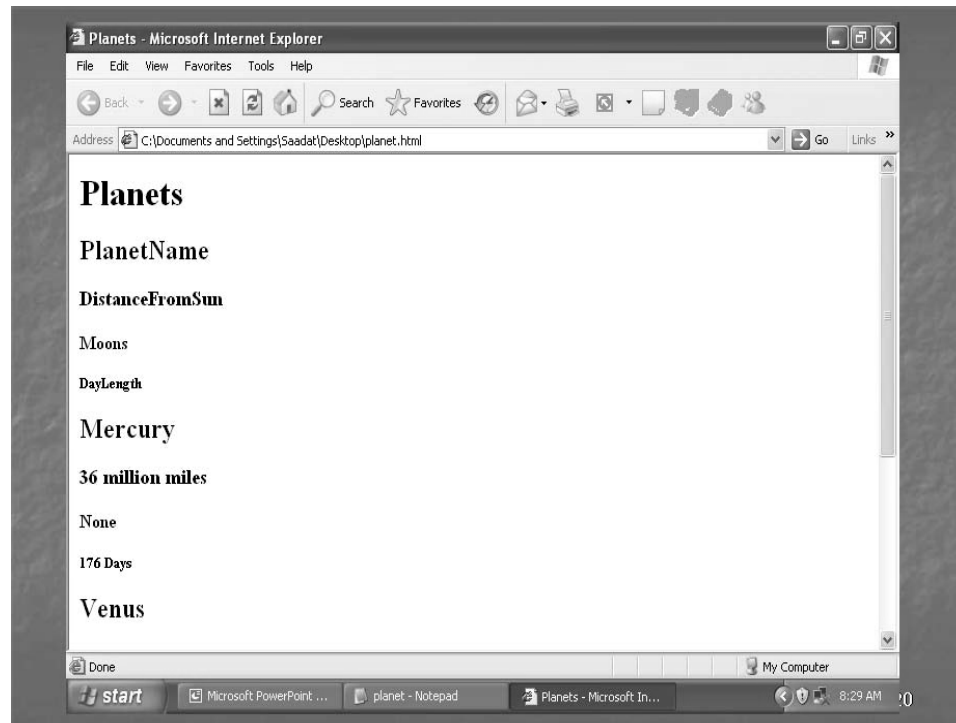 Planets - Microsoft Internet Explorer
File Edit View Favorites Tools Help
Back Search Favorites
Address C:\Documents and Settings\Saadat\Desktop\planet.html Go Links »
Planets
PlanetName
DistanceFromSun
Moons
DayLength
Mercury
36 million miles
None
176 Days
Venus
Done My Computer
start Microsoft PowerPoint ... planet - Notepad Planets - Microsoft In... 8:29 AM